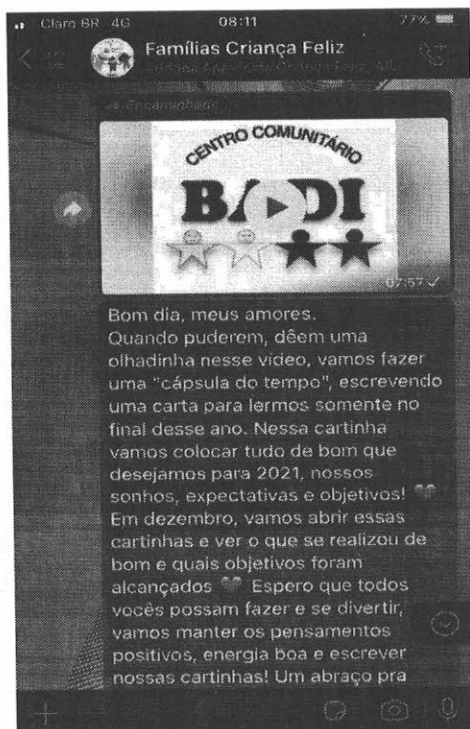 Claro BR 4G 08:11 77%
Famílias Criança Feliz
Encaminhada
CENTRO COMUNITÁRIO
BADI
07:57
Bom dia, meus amores.
Quando puderem, dêem uma
olhadinha nesse vídeo, vamos fazer
uma "cápsula do tempo", escrevendo
uma carta para lermos somente no
final desse ano. Nessa cartinha
vamos colocar tudo de bom que
desejamos para 2021, nossos
sonhos, expectativas e objetivos!
Em dezembro, vamos abrir essas
cartinhas e ver o que se realizou de
bom e quais objetivos foram
alcançados Espero que todos
vocês possam fazer e se divertir,
vamos manter os pensamentos
positivos, energia boa e escrever
nossas cartinhas! Um abraço pra